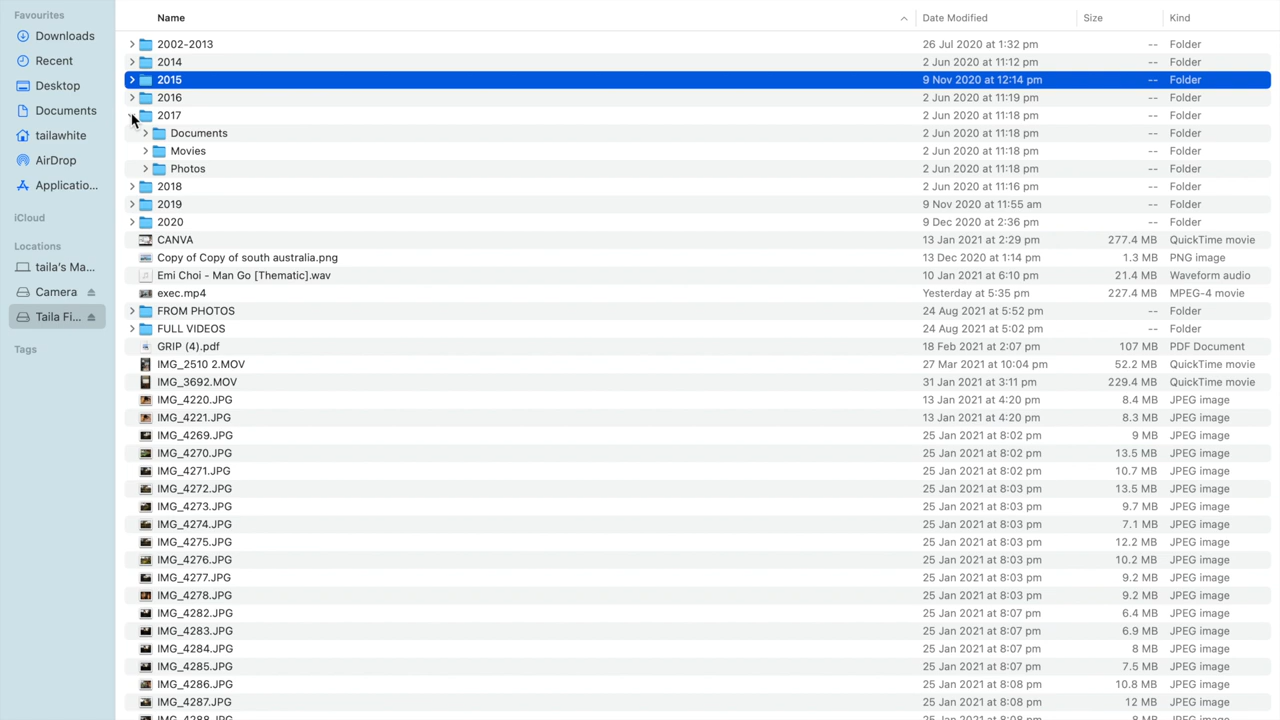 Favourites
Downloads
Recent
Desktop
Documents
tailawhite
AirDrop
Applicatio...
iCloud
Locations
taila's Ma...
Camera
Taila Fi...
Tags
Name Date Modified Size Kind
2002-2013 26 Jul 2020 at 1:32 pm -- Folder
2014 2 Jun 2020 at 11:12 pm -- Folder
2015 9 Nov 2020 at 12:14 pm -- Folder
2016 2 Jun 2020 at 11:19 pm -- Folder
2017 2 Jun 2020 at 11:18 pm -- Folder
Documents 2 Jun 2020 at 11:18 pm -- Folder
Movies 2 Jun 2020 at 11:18 pm -- Folder
Photos 2 Jun 2020 at 11:18 pm -- Folder
2018 2 Jun 2020 at 11:16 pm -- Folder
2019 9 Nov 2020 at 11:55 am -- Folder
2020 9 Dec 2020 at 2:36 pm -- Folder
CANVA 13 Jan 2021 at 2:29 pm 277.4 MB QuickTime movie
Copy of Copy of south australia.png 13 Dec 2020 at 1:14 pm 1.3 MB PNG image
Emi Choi - Man Go [Thematic].wav 10 Jan 2021 at 6:10 pm 21.4 MB Waveform audio
exec.mp4 Yesterday at 5:35 pm 227.4 MB MPEG-4 movie
FROM PHOTOS 24 Aug 2021 at 5:52 pm -- Folder
FULL VIDEOS 24 Aug 2021 at 5:02 pm -- Folder
GRIP (4).pdf 18 Feb 2021 at 2:07 pm 107 MB PDF Document
IMG_2510 2.MOV 27 Mar 2021 at 10:04 pm 52.2 MB QuickTime movie
IMG_3692.MOV 31 Jan 2021 at 3:11 pm 229.4 MB QuickTime movie
IMG_4220.JPG 13 Jan 2021 at 4:20 pm 8.4 MB JPEG image
IMG_4221.JPG 13 Jan 2021 at 4:20 pm 8.3 MB JPEG image
IMG_4269.JPG 25 Jan 2021 at 8:02 pm 9 MB JPEG image
IMG_4270.JPG 25 Jan 2021 at 8:02 pm 13.5 MB JPEG image
IMG_4271.JPG 25 Jan 2021 at 8:02 pm 10.7 MB JPEG image
IMG_4272.JPG 25 Jan 2021 at 8:03 pm 13.5 MB JPEG image
IMG_4273.JPG 25 Jan 2021 at 8:03 pm 9.7 MB JPEG image
IMG_4274.JPG 25 Jan 2021 at 8:03 pm 7.1 MB JPEG image
IMG_4275.JPG 25 Jan 2021 at 8:03 pm 12.2 MB JPEG image
IMG_4276.JPG 25 Jan 2021 at 8:03 pm 10.2 MB JPEG image
IMG_4277.JPG 25 Jan 2021 at 8:03 pm 9.2 MB JPEG image
IMG_4278.JPG 25 Jan 2021 at 8:03 pm 9.2 MB JPEG image
IMG_4282.JPG 25 Jan 2021 at 8:07 pm 6.4 MB JPEG image
IMG_4283.JPG 25 Jan 2021 at 8:07 pm 6.9 MB JPEG image
IMG_4284.JPG 25 Jan 2021 at 8:07 pm 8 MB JPEG image
IMG_4285.JPG 25 Jan 2021 at 8:07 pm 7.5 MB JPEG image
IMG_4286.JPG 25 Jan 2021 at 8:08 pm 10.8 MB JPEG image
IMG_4287.JPG 25 Jan 2021 at 8:08 pm 12 MB JPEG image
IMG_4288.JPG 25 Jan 2021 at 8:08 pm 8 MB JPEG image